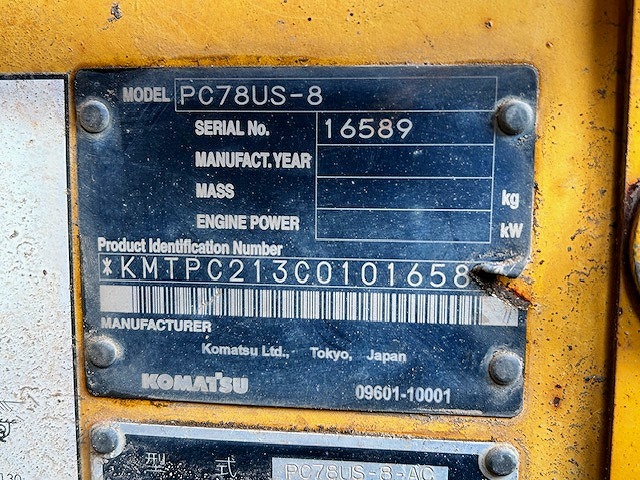 MODEL PC78US-8
SERIAL No. 16589
MANUFACT. YEAR
MASS kg
ENGINE POWER kW
Product Identification Number
*KMTPC213C0101658
MANUFACTURER
Komatsu Ltd., Tokyo, Japan
KOMATSU 09601-10001
型式 PC78US-8-AC
130